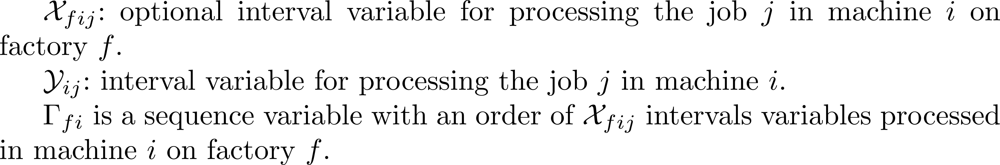 $\mathcal{X}_{fij}$: optional interval variable for processing the job $j$ in machine $i$ on
factory $f$.
$\mathcal{Y}_{ij}$: interval variable for processing the job $j$ in machine $i$.
$\Gamma_{fi}$ is a sequence variable with an order of $\mathcal{X}_{fij}$ intervals variables processed
in machine $i$ on factory $f$.